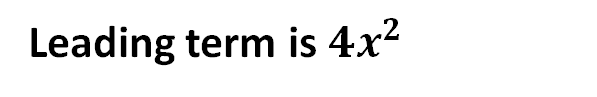 Leading term is 4x²